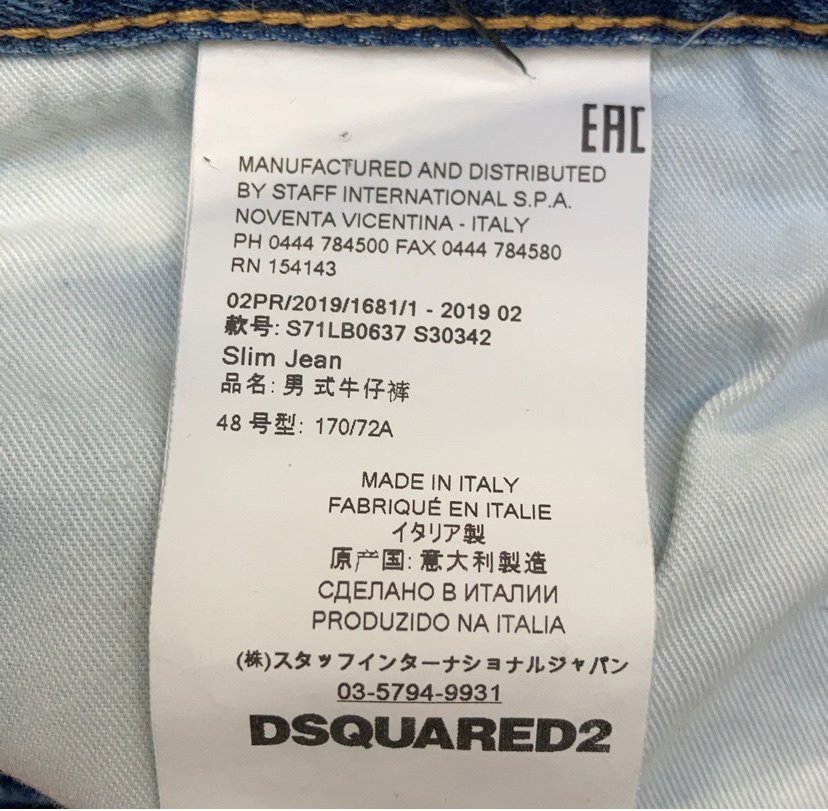 EAC
MANUFACTURED AND DISTRIBUTED
BY STAFF INTERNATIONAL S.P.A.
NOVENTA VICENTINA - ITALY
PH 0444 784500 FAX 0444 784580
RN 154143
02PR/2019/1681/1 - 2019 02
款号: S71LB0637 S30342
Slim Jean
品名: 男 式牛仔裤
48 号型: 170/72A
MADE IN ITALY
FABRIQUÉ EN ITALIE
イタリア製
原产国: 意大利製造
СДЕЛАНО В ИТАЛИИ
PRODUZIDO NA ITALIA
(株)スタッフインターナショナルジャパン
03-5794-9931
DSQUARED2